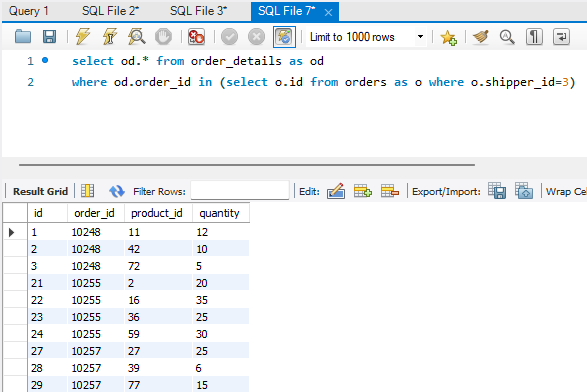 Query 1 SQL File 2* SQL File 3* SQL File 7*
Limit to 1000 rows
1 select od.* from order_details as od
2 where od.order_id in (select o.id from orders as o where o.shipper_id=3)
Result Grid Filter Rows: Edit: Export/Import: Wrap Cel
id order_id product_id quantity
1 10248 11 12
2 10248 42 10
3 10248 72 5
21 10255 2 20
22 10255 16 35
23 10255 36 25
24 10255 59 30
27 10257 27 25
28 10257 39 6
29 10257 77 15